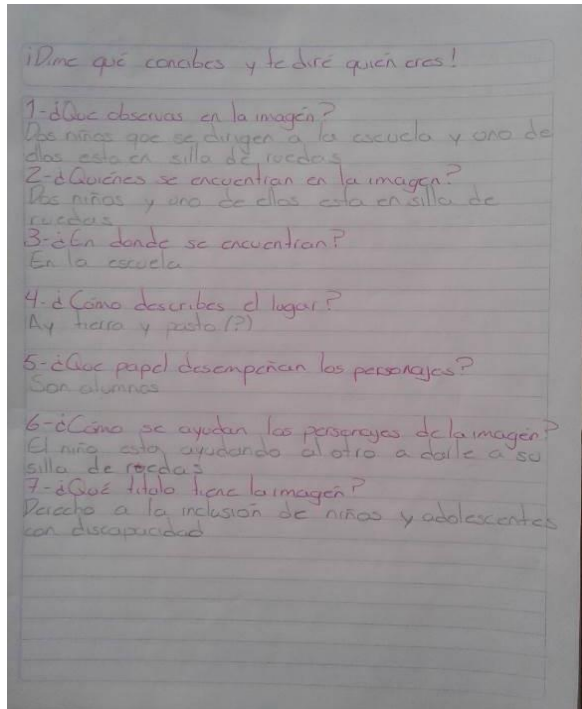 ¡Dime qué concibes y te diré quién eres!
1-¿Que observas en la imagén?
Dos niños que se dirigen a la escuela y uno de
ellos esta en silla de ruedas
2-¿Quiénes se encuentran en la imagen?
Dos niños y uno de ellos esta en silla de
ruedas
3-¿En donde se encuentran?
En la escuela
4-¿Cómo describes el lugar?
Ay tierra y pasto (?)
5-¿Que papel desempeñan los personajes?
Son alumnos
6-¿Cómo se ayudan los personajes de la imagén?
El niño esta ayudando al otro a darle a su
silla de ruedas
7-¿Qué titulo tiene la imagén?
Derecho a la inclusión de niños y adolescentes
con discapacidad